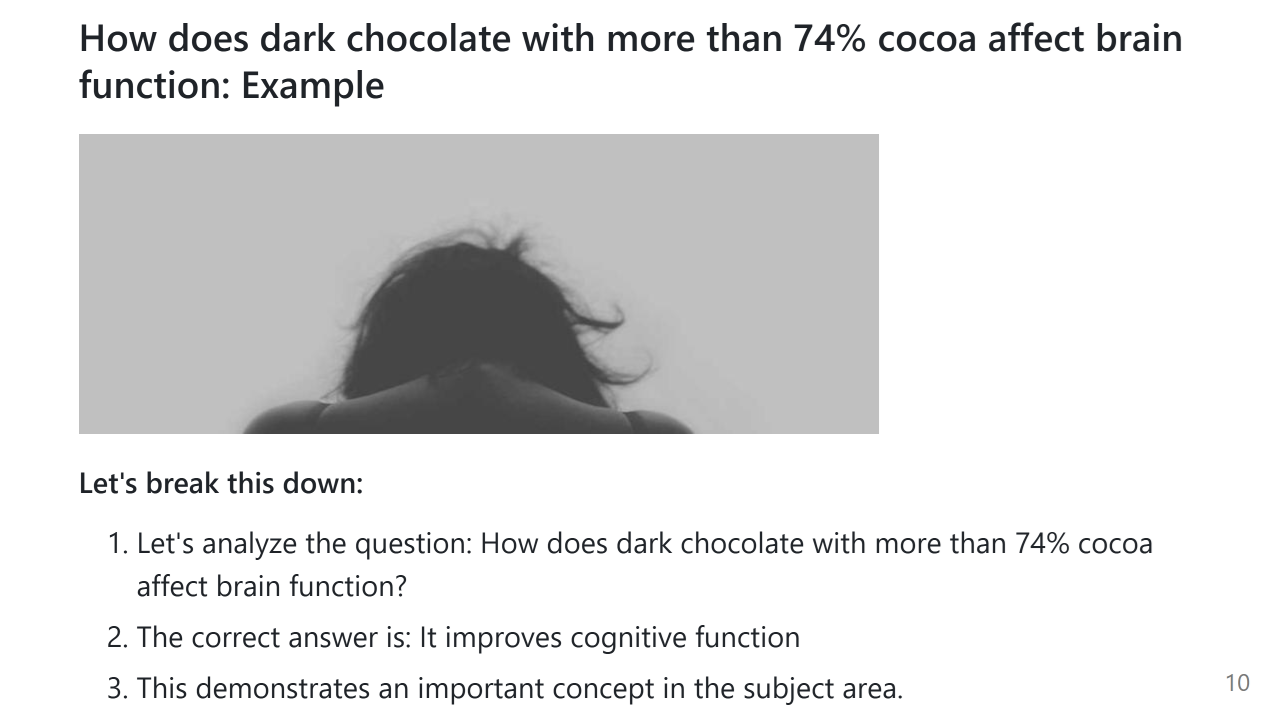 How does dark chocolate with more than 74% cocoa affect brain
function: Example
Let's break this down:
1. Let's analyze the question: How does dark chocolate with more than 74% cocoa
affect brain function?
2. The correct answer is: It improves cognitive function
3. This demonstrates an important concept in the subject area.
10